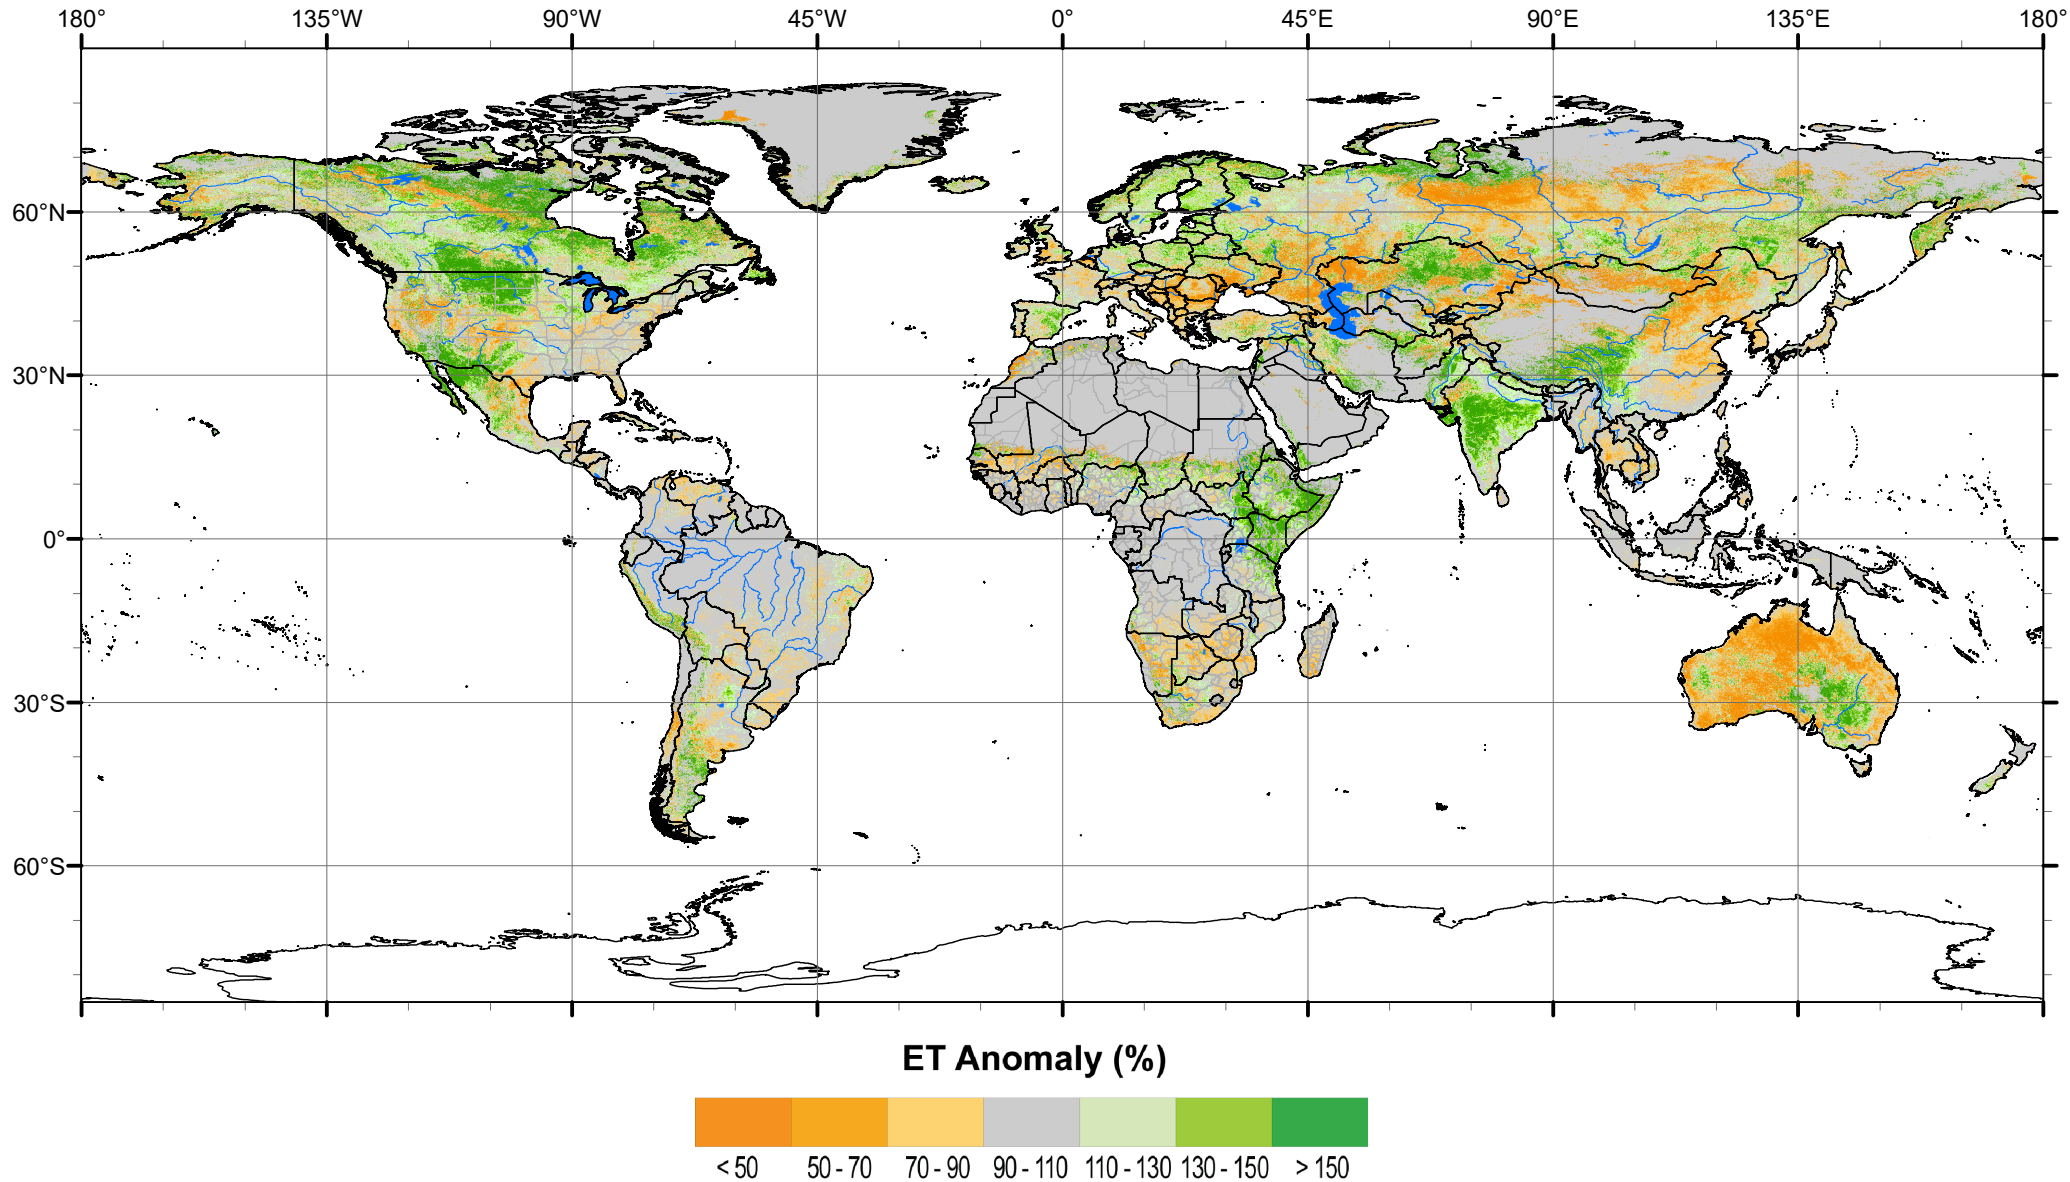 180° 135°W 90°W 45°W 0° 45°E 90°E 135°E 180°
60°N
30°N
0°
30°S
60°S
ET Anomaly (%)
< 50 50 - 70 70 - 90 90 - 110 110 - 130 130 - 150 > 150